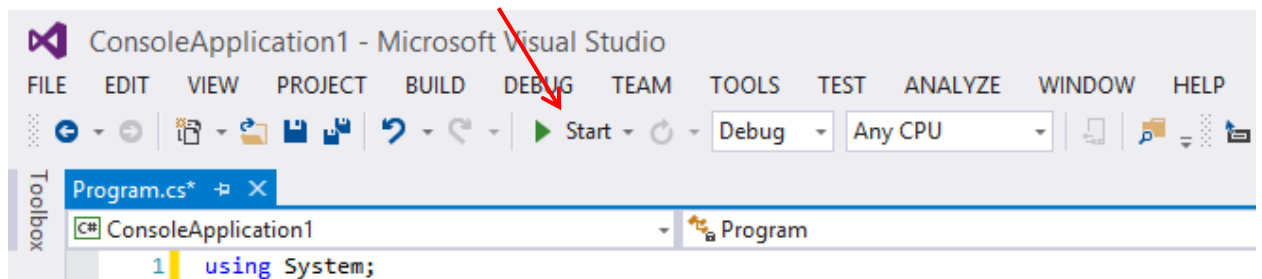 ConsoleApplication1 - Microsoft Visual Studio
FILE EDIT VIEW PROJECT BUILD DEBUG TEAM TOOLS TEST ANALYZE WINDOW HELP
Start Debug Any CPU
Toolbox
Program.cs*
C# ConsoleApplication1 Program
1 using System;